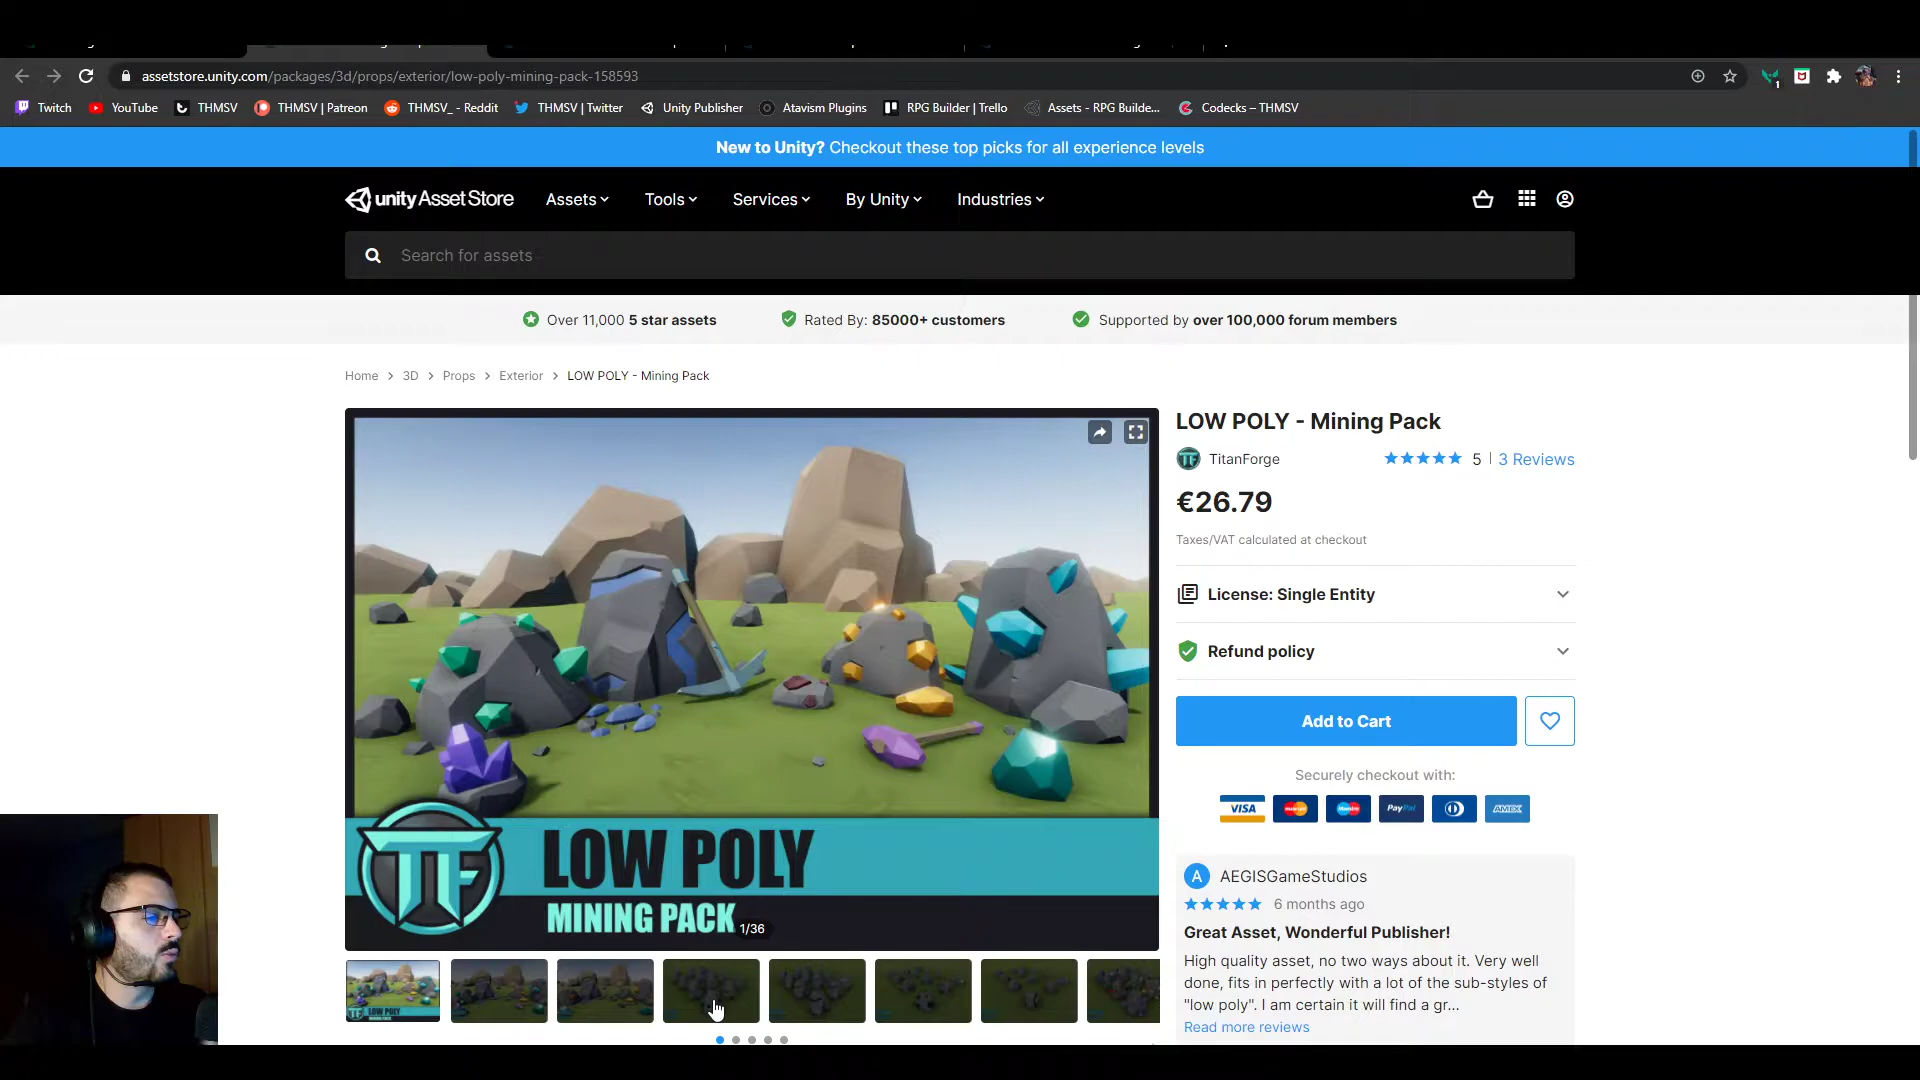 assetstore.unity.com/packages/3d/props/exterior/low-poly-mining-pack-158593
Twitch YouTube THMSV THMSV | Patreon THMSV_ - Reddit THMSV | Twitter Unity Publisher Atavism Plugins RPG Builder | Trello Assets - RPG Builde... Codecks – THMSV
New to Unity? Checkout these top picks for all experience levels
unity Asset Store Assets Tools Services By Unity Industries
Search for assets
Over 11,000 5 star assets Rated By: 85000+ customers Supported by over 100,000 forum members
Home > 3D > Props > Exterior > LOW POLY - Mining Pack
LOW POLY - Mining Pack
TitanForge 5 | 3 Reviews
€26.79
Taxes/VAT calculated at checkout
License: Single Entity
Refund policy
Add to Cart
Securely checkout with:
VISA PayPal AMEX
TF
LOW POLY
MINING PACK
1/36
LOW POLY
MINING PACK
A AEGISGameStudios
6 months ago
Great Asset, Wonderful Publisher!
High quality asset, no two ways about it. Very well
done, fits in perfectly with a lot of the sub-styles of
"low poly". I am certain it will find a gr...
Read more reviews